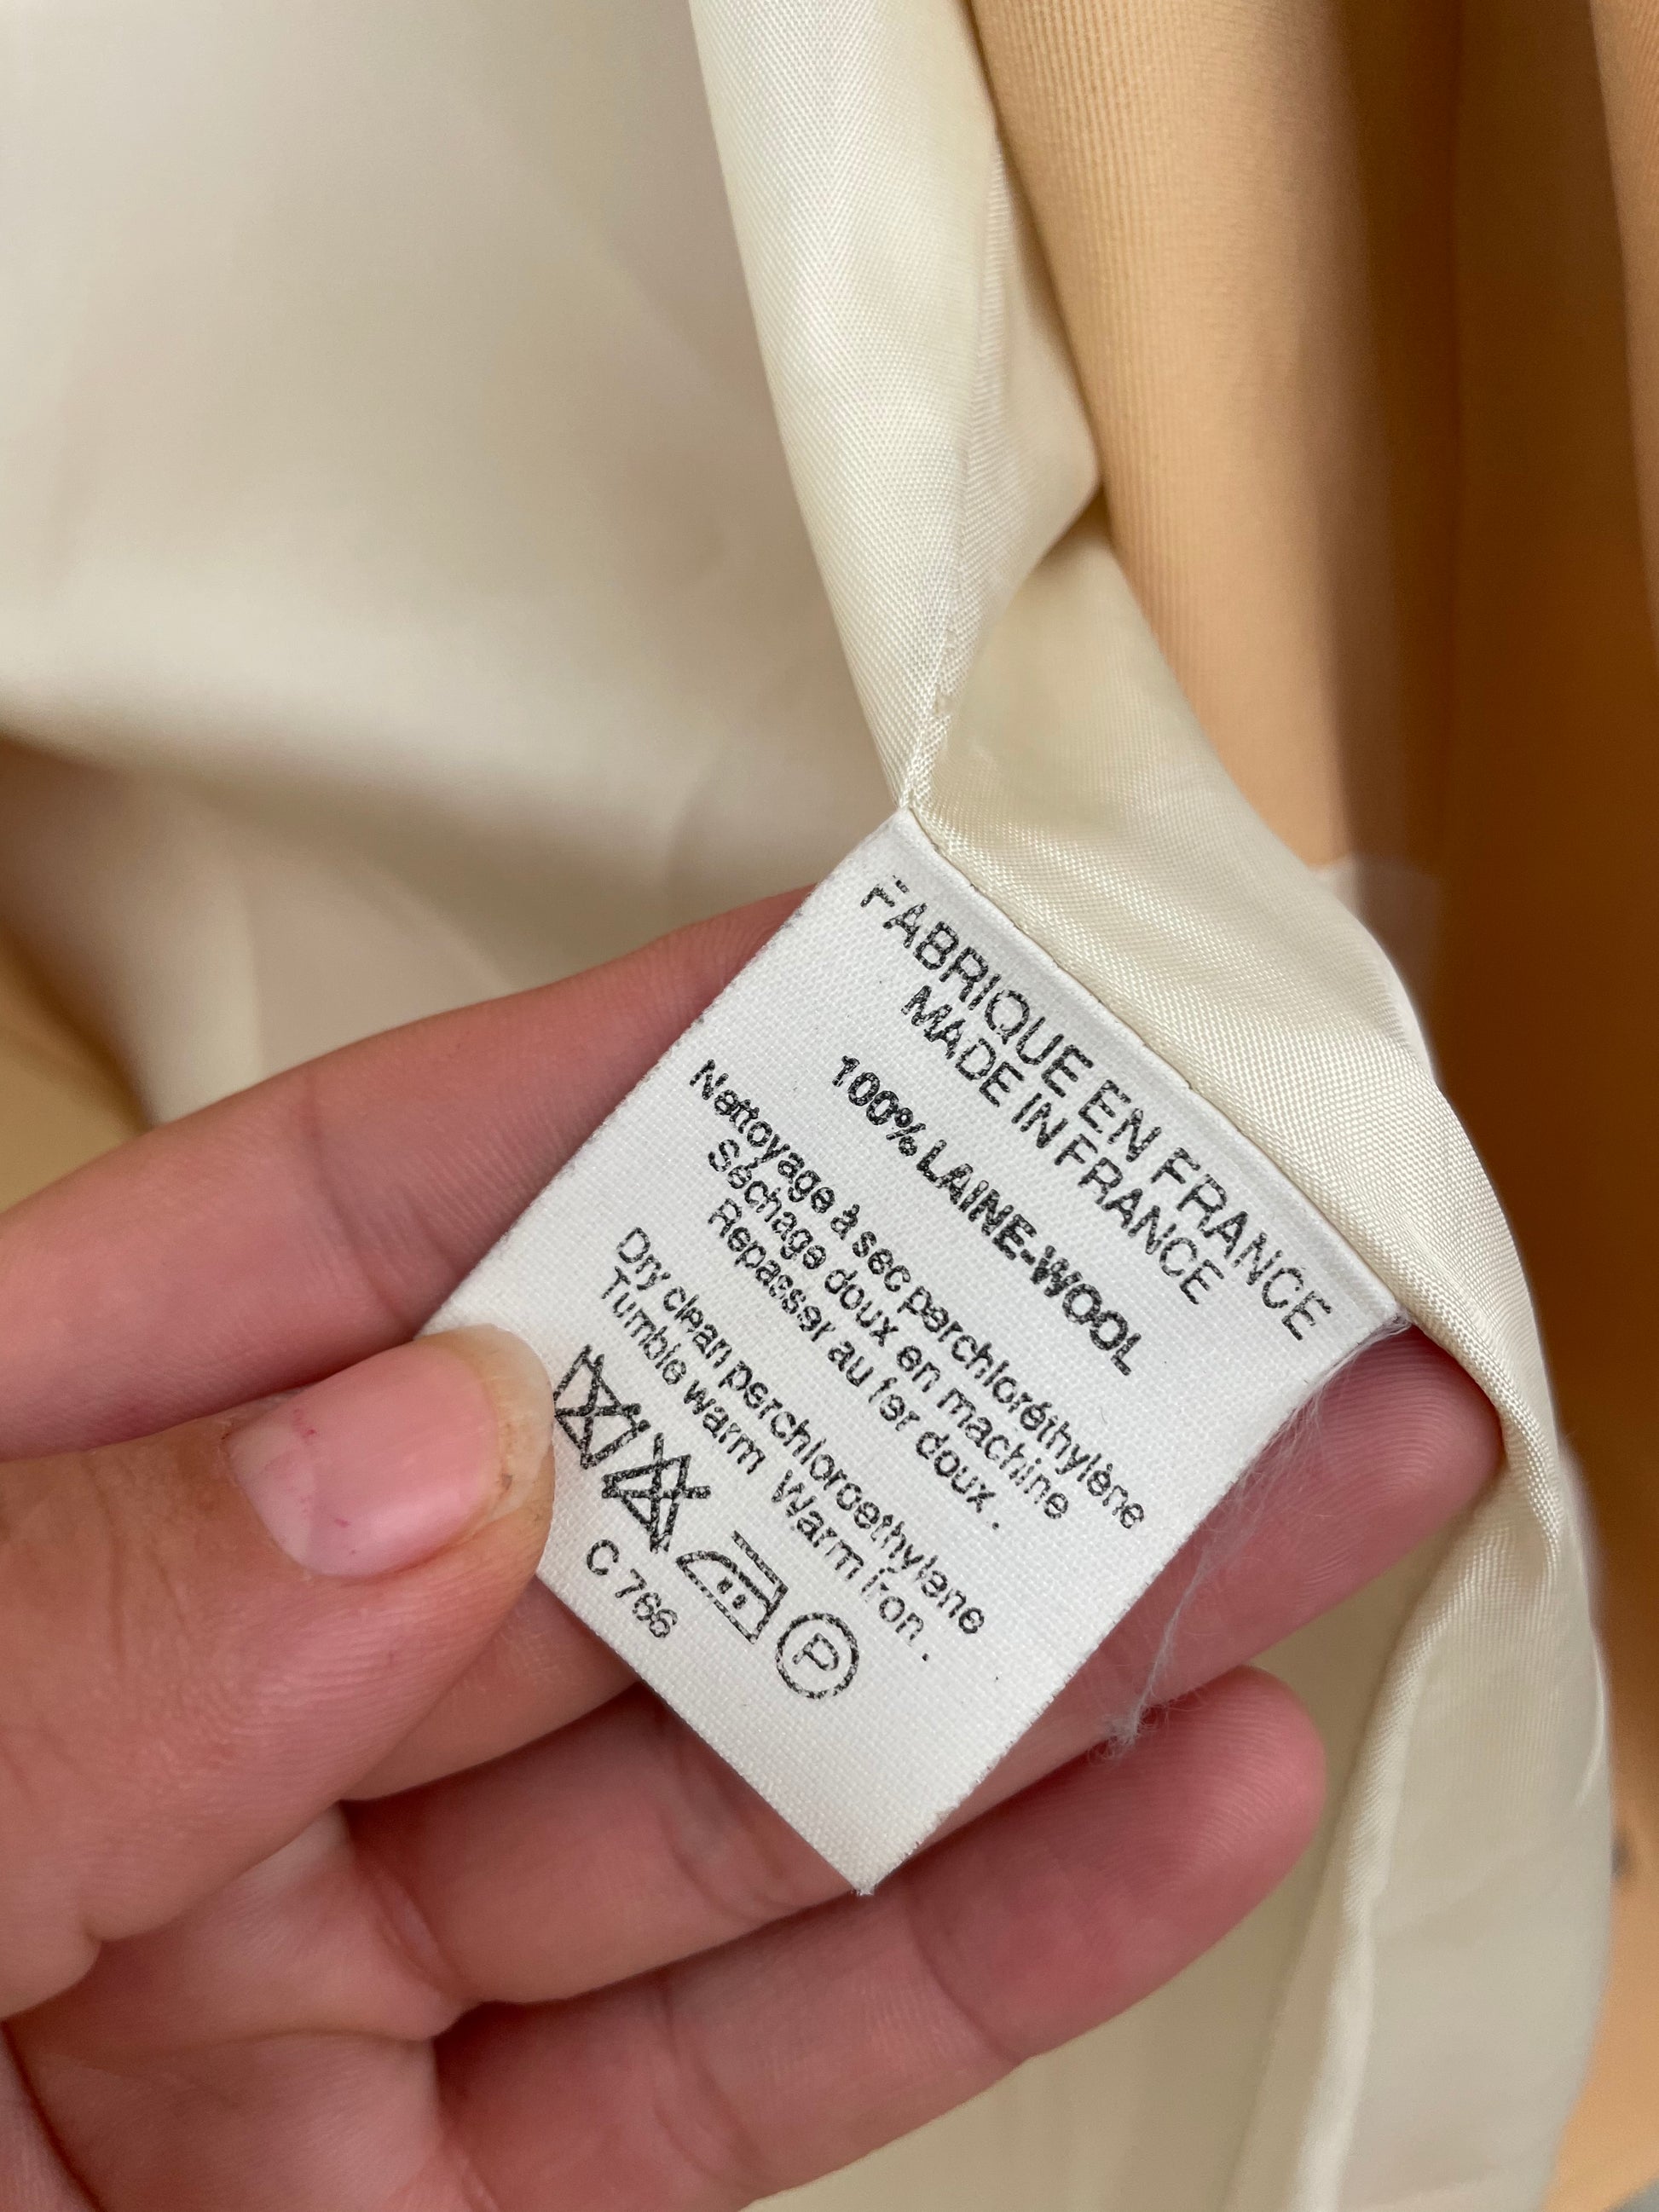 FABRIQUE EN FRANCE
MADE IN FRANCE
100% LAINE-WOOL
Nettoyage à sec perchloréthylène
Séchage doux en machine
Repasser au fer doux.
Dry clean perchloroethylene
Tumble warm Warm iron.
P
C 766